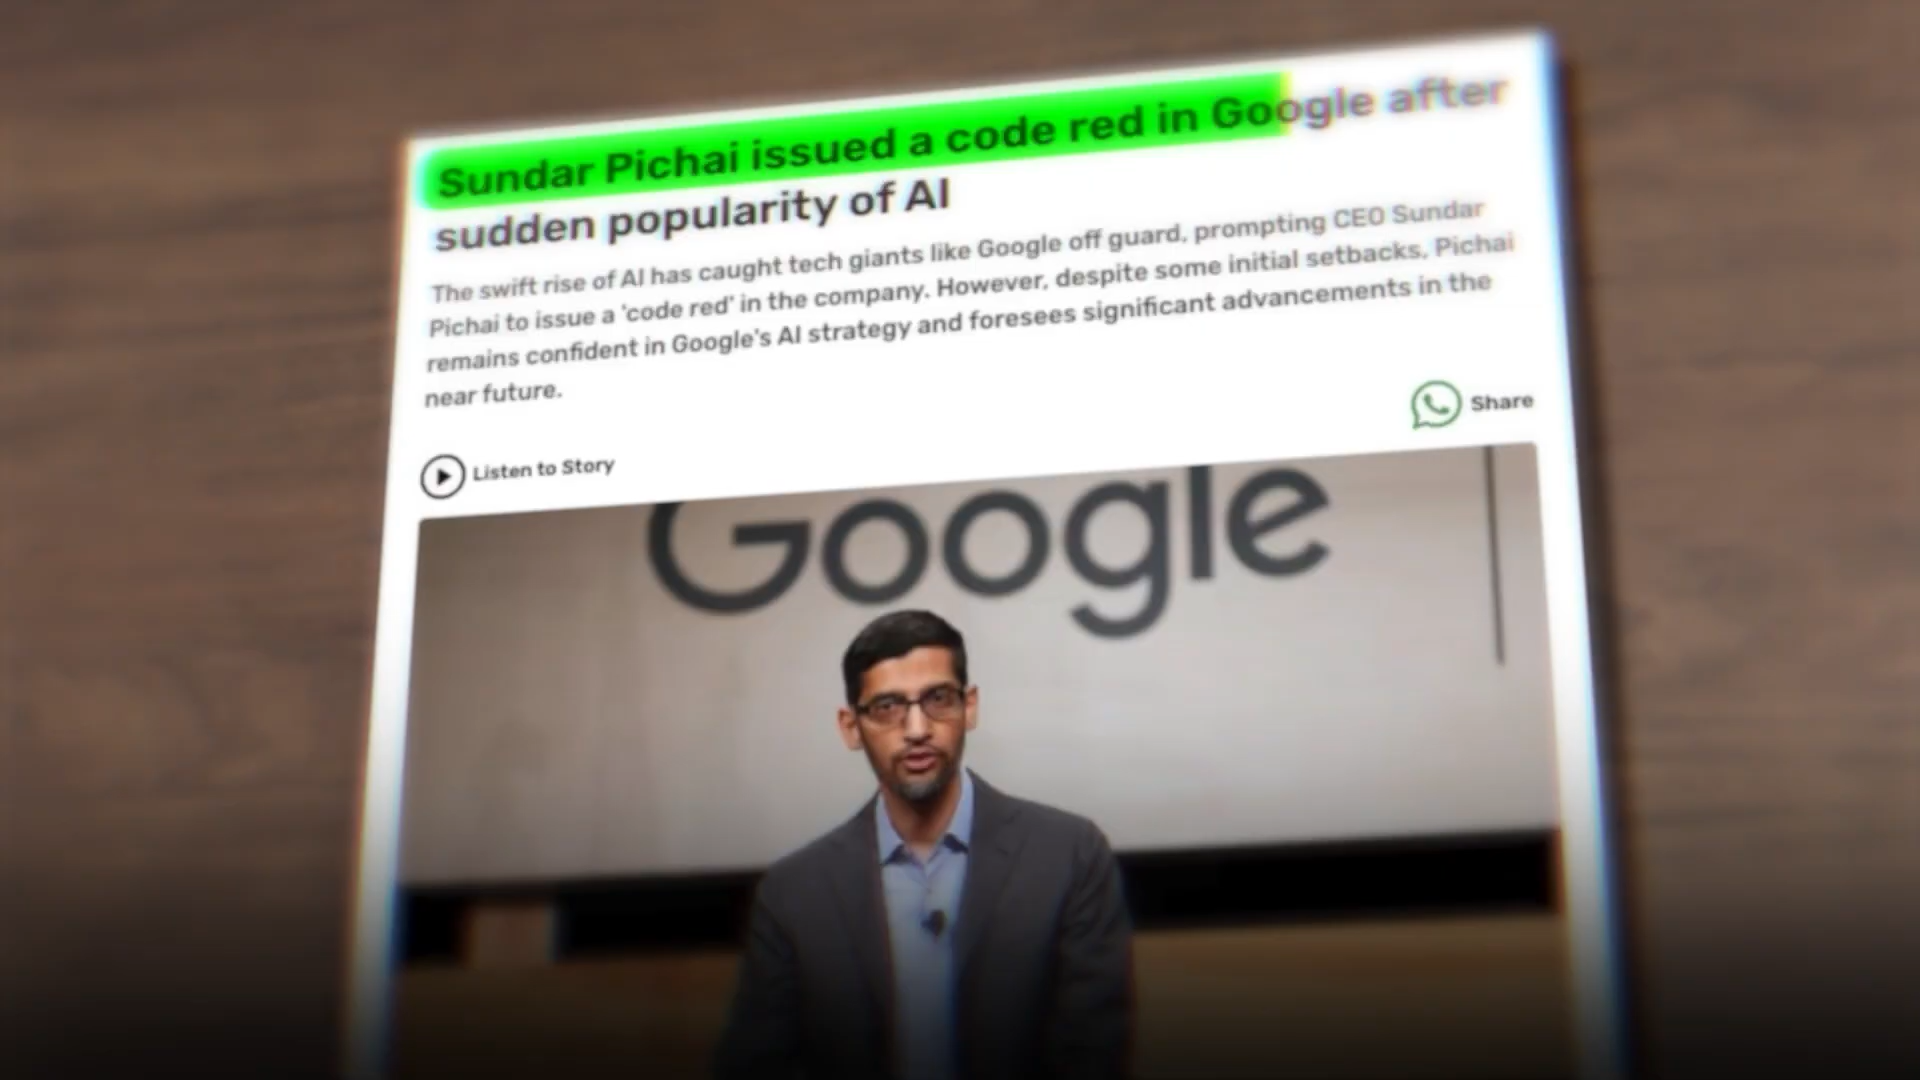 Sundar Pichai issued a code red in Google after
sudden popularity of AI
The swift rise of AI has caught tech giants like Google off guard, prompting CEO Sundar
Pichai to issue a 'code red' in the company. However, despite some initial setbacks, Pichai
remains confident in Google's AI strategy and foresees significant advancements in the
near future.
Share
Listen to Story
Google